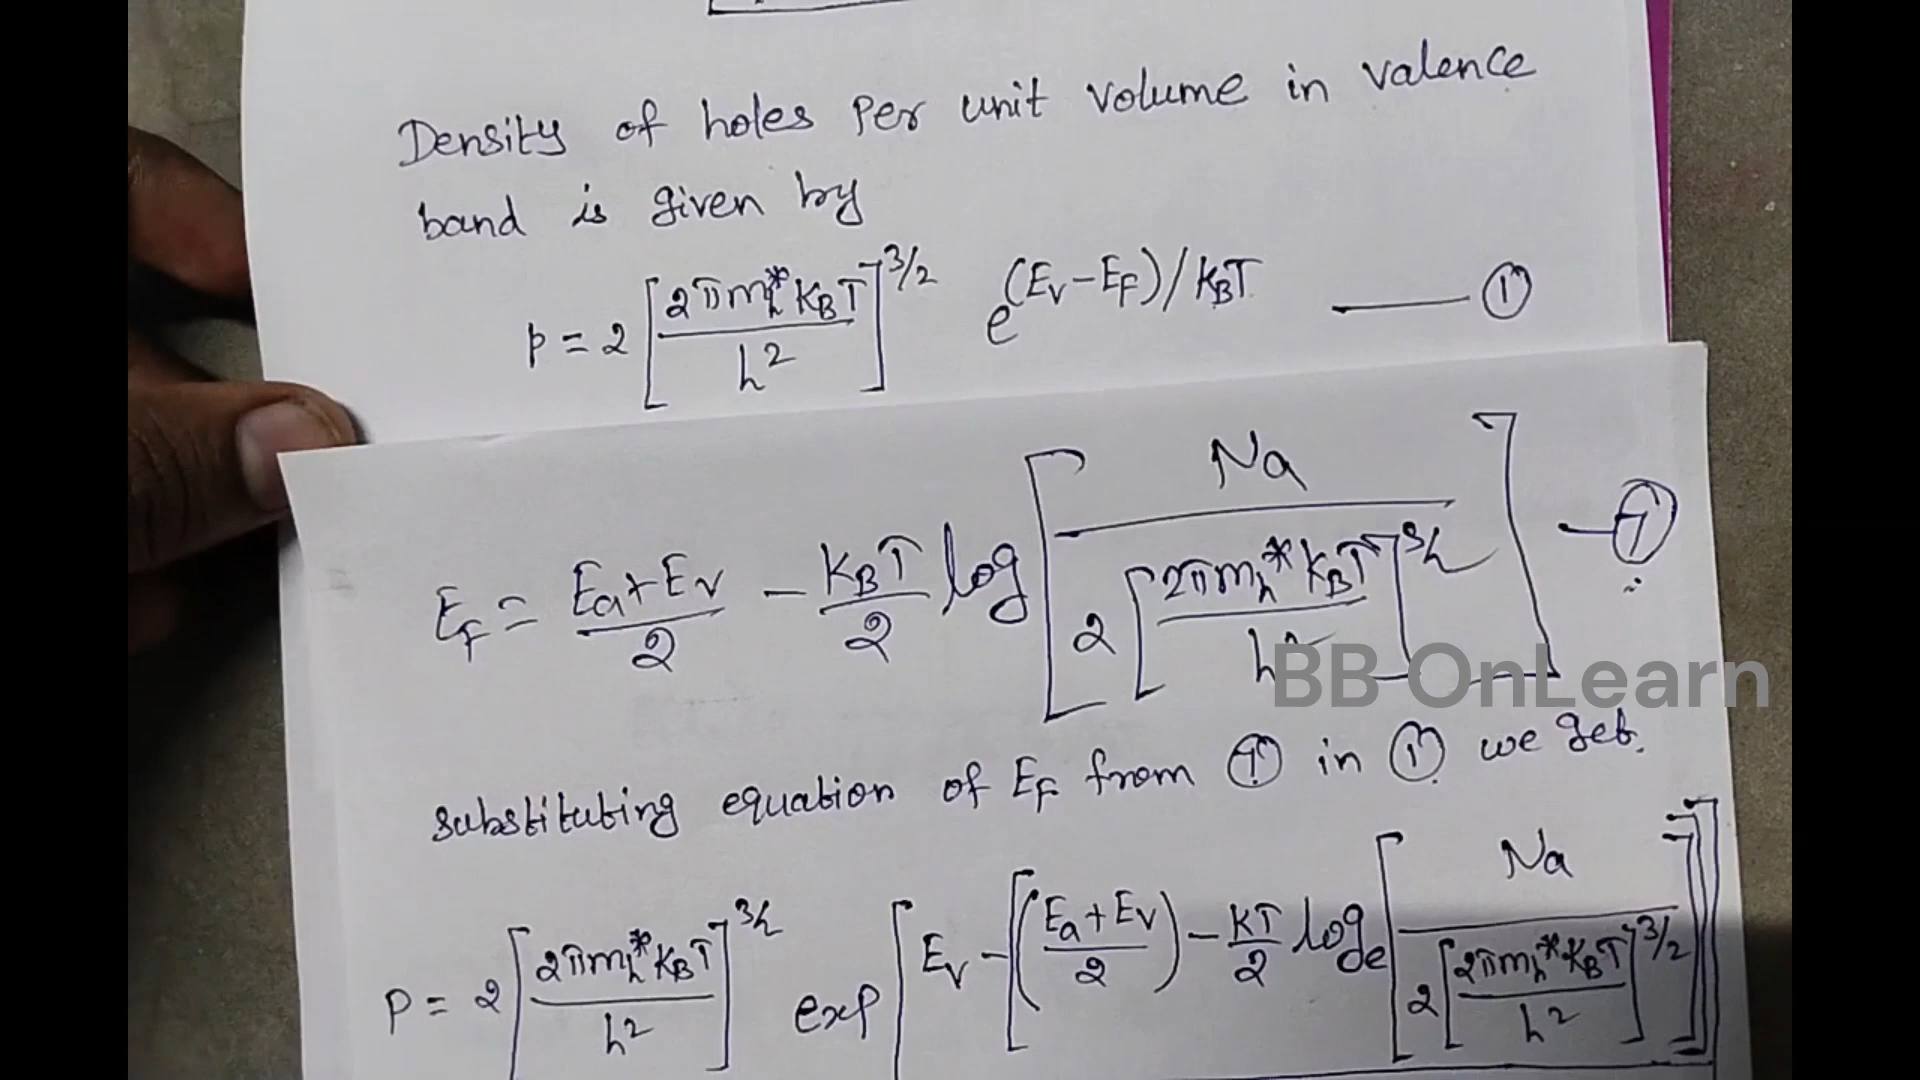 Density of holes per unit volume in valence
band is given by
p = 2 [2πm*h KBT / h²]^3/2 e^(Ev-EF)/KBT —— ①
EF = (Ea+Ev)/2 - KBT/2 log [Na / 2[2πm*h KBT / h²]^3/2] — ⑦
BB OnLearn
substituting equation of EF from ⑦ in ① we get.
P = 2 [2πm*h KBT / h²]^3/2 exp [Ev - [((Ea+Ev)/2) - KT/2 loge [Na / 2[2πm*h KBT / h²]^3/2]]]